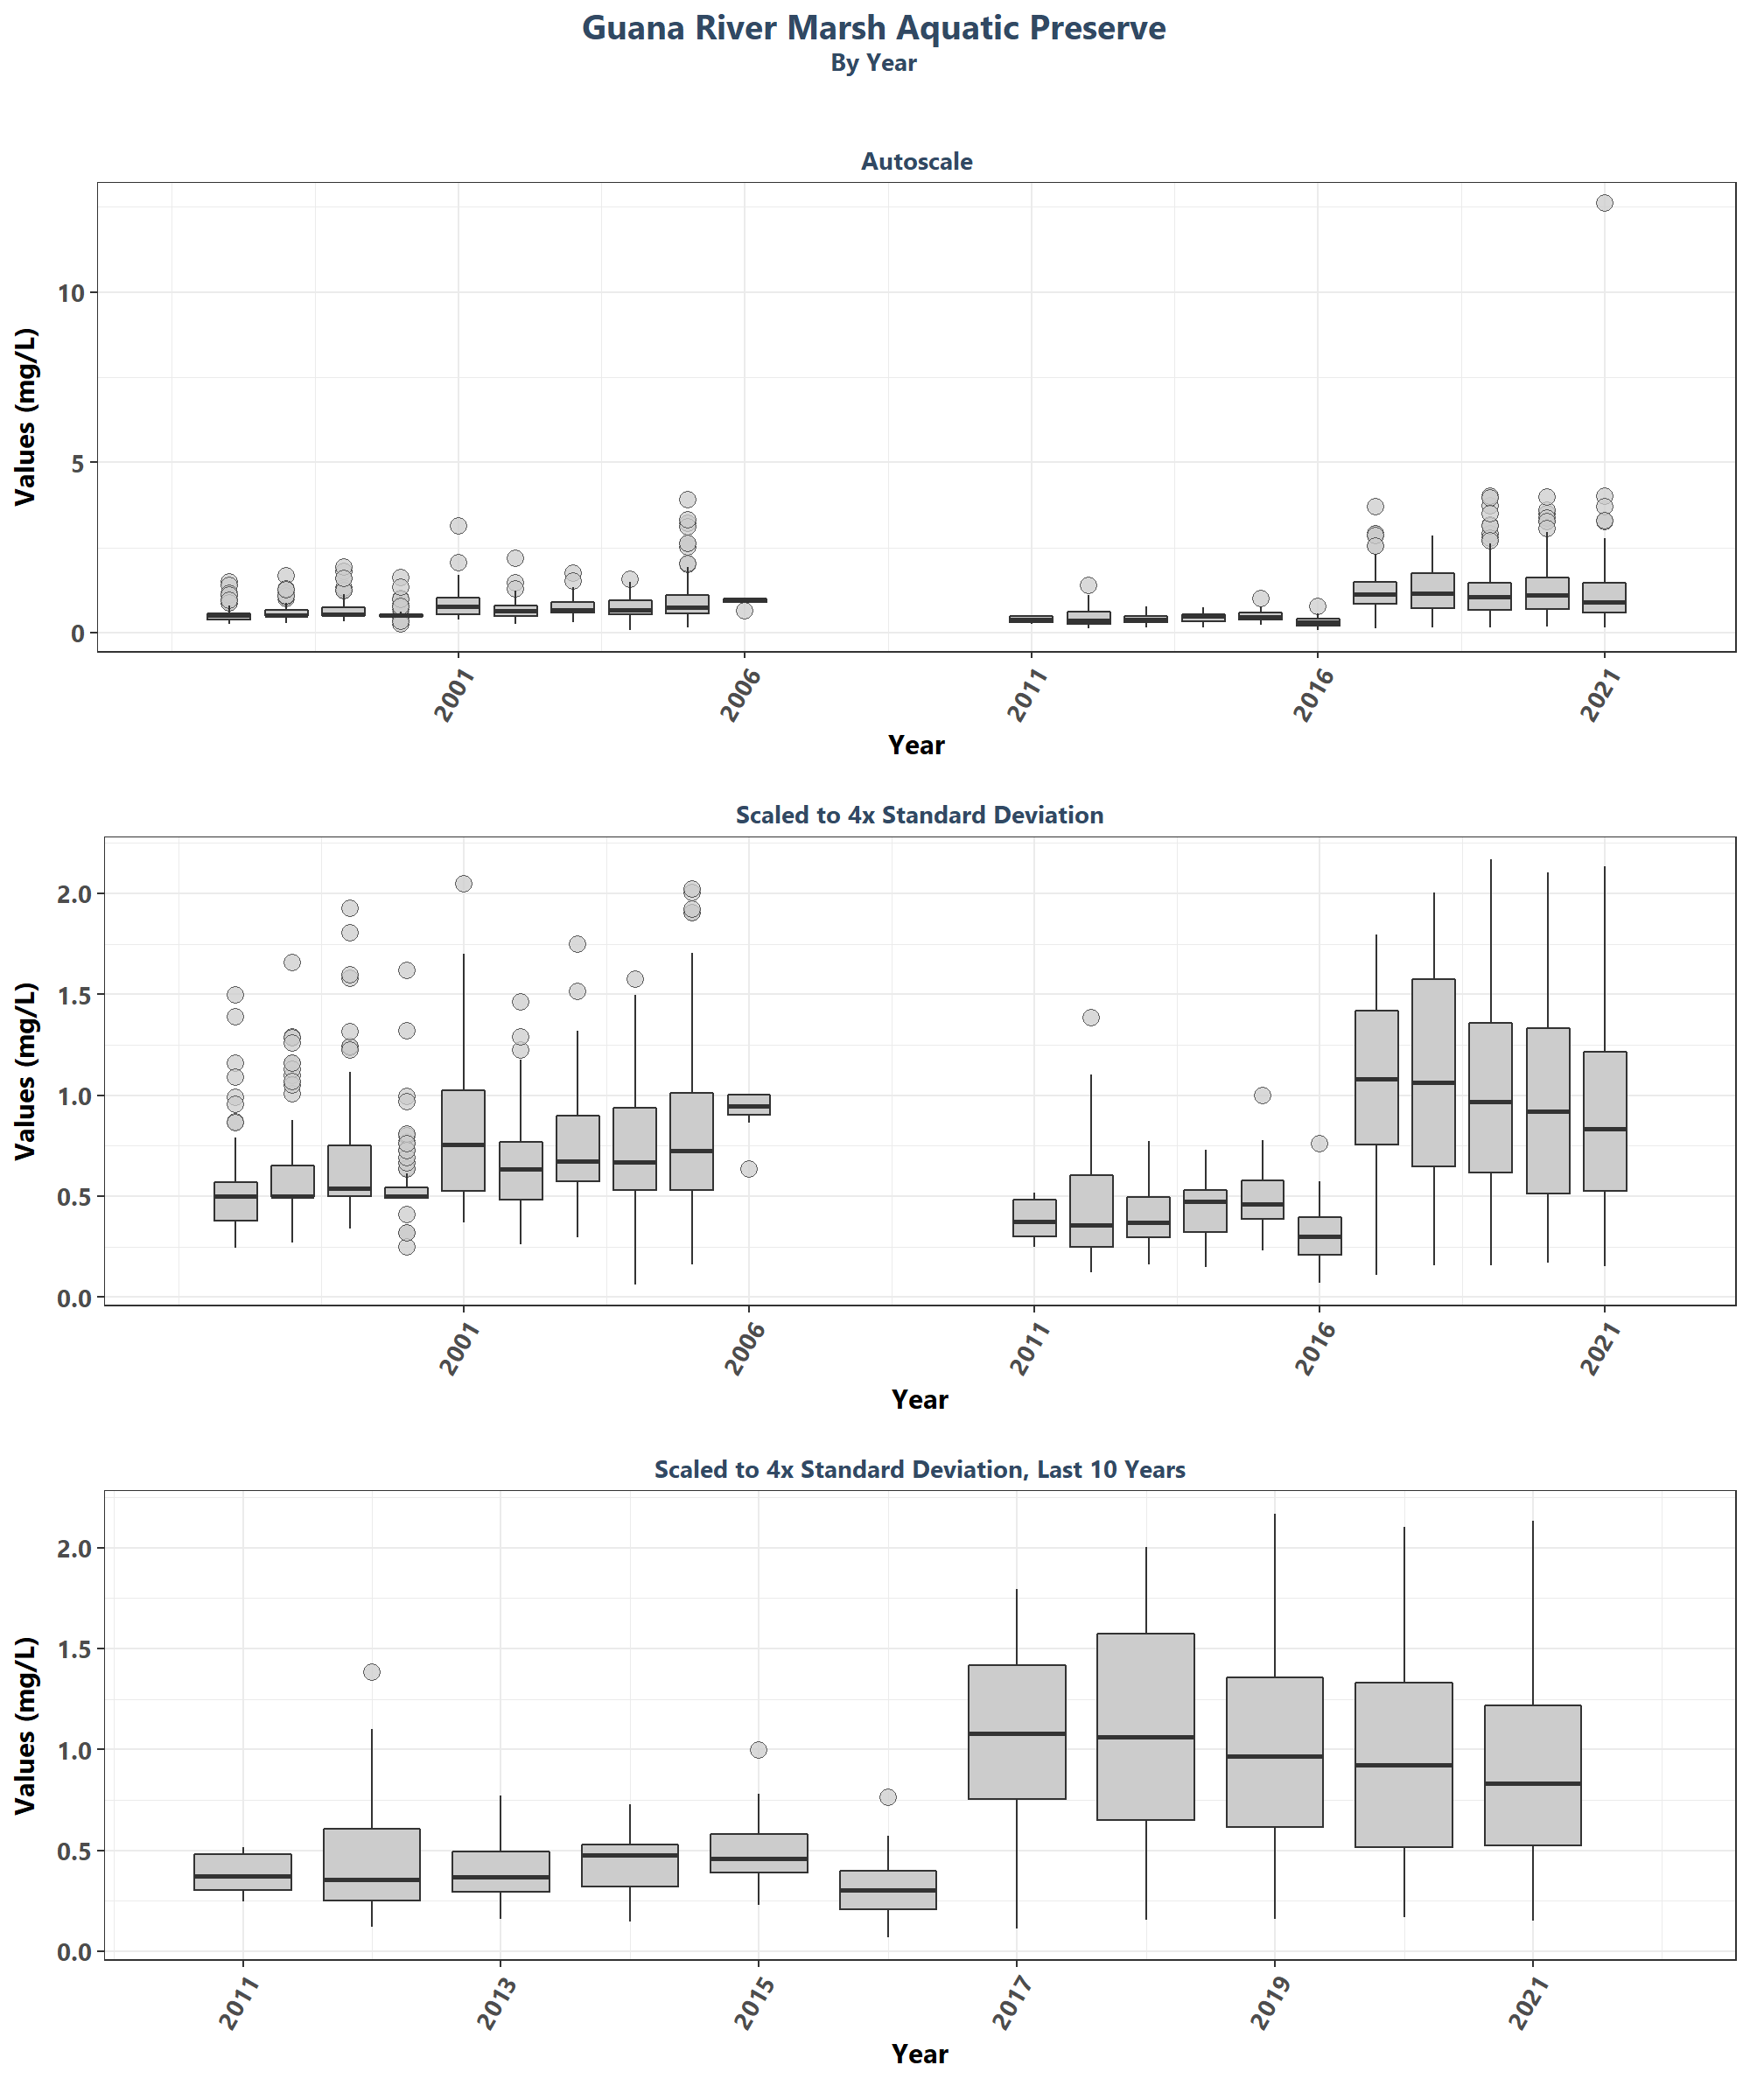 Guana River Marsh Aquatic Preserve
By Year
Autoscale
Values (mg/L)
10
5
0
2001
2006
2011
2016
2021
Year
Scaled to 4x Standard Deviation
Values (mg/L)
2.0
1.5
1.0
0.5
0.0
2001
2006
2011
2016
2021
Year
Scaled to 4x Standard Deviation, Last 10 Years
Values (mg/L)
2.0
1.5
1.0
0.5
0.0
2011
2013
2015
2017
2019
2021
Year